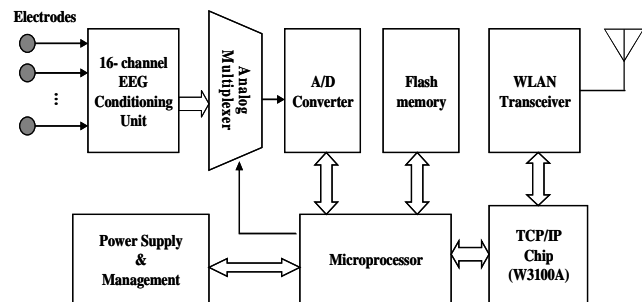 Electrodes
16- channel
EEG
Conditioning
Unit
...
Analog
Multiplexer
A/D
Converter
Flash
memory
WLAN
Transceiver
Power Supply
&
Management
Microprocessor
TCP/IP
Chip
(W3100A)